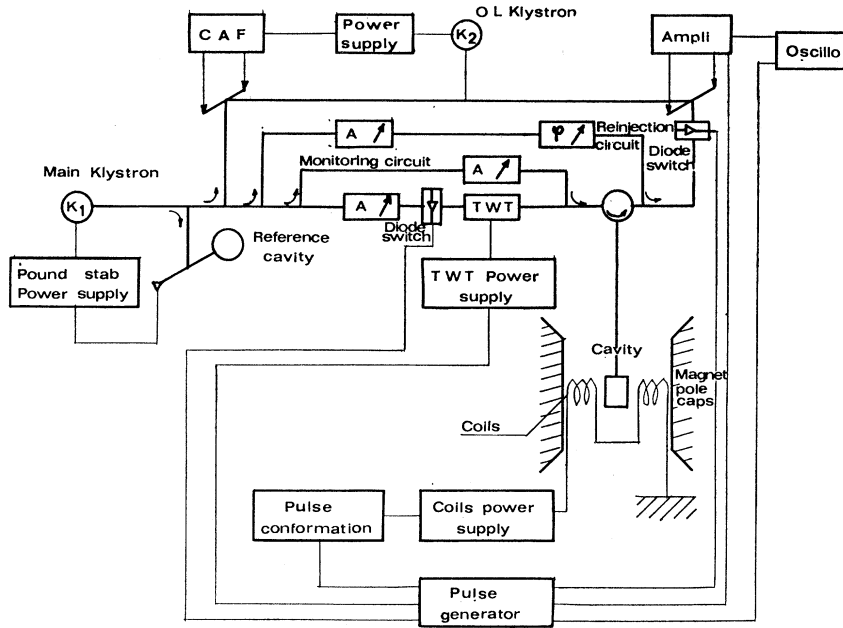 O L Klystron
C A F
Power
supply
K2
Ampli
Oscillo
A
φ
Reinjection
circuit
Diode
switch
Monitoring circuit
A
Main Klystron
K1
A
Diode
switch
TWT
Reference
cavity
Pound stab
Power supply
TWT Power
supply
Cavity
Magnet
pole
caps
Coils
Pulse
conformation
Coils power
supply
Pulse
generator